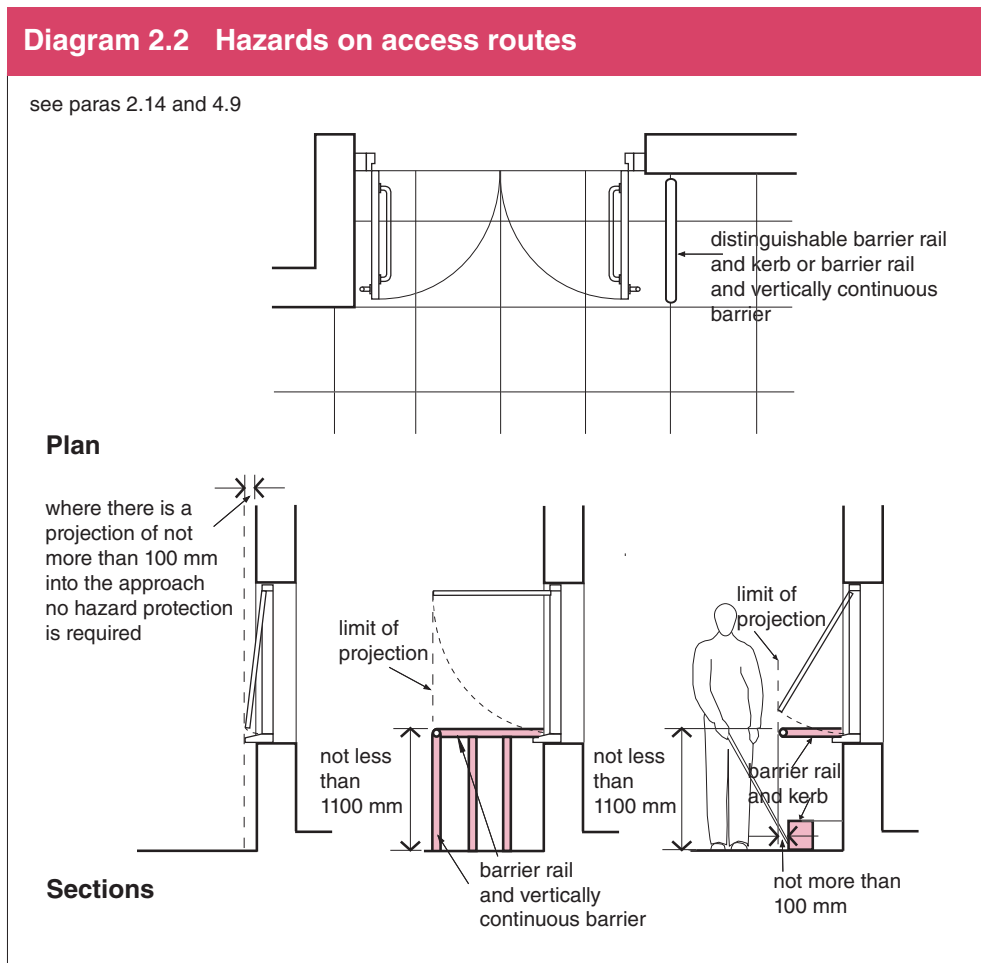 Diagram 2.2 Hazards on access routes
see paras 2.14 and 4.9
distinguishable barrier rail
and kerb or barrier rail
and vertically continuous
barrier
Plan
where there is a
projection of not
more than 100 mm
into the approach
no hazard protection
is required
limit of
projection
not less
than
1100 mm
barrier rail
and vertically
continuous barrier
limit of
projection
not less
than
1100 mm
barrier rail
and kerb
not more than
100 mm
Sections